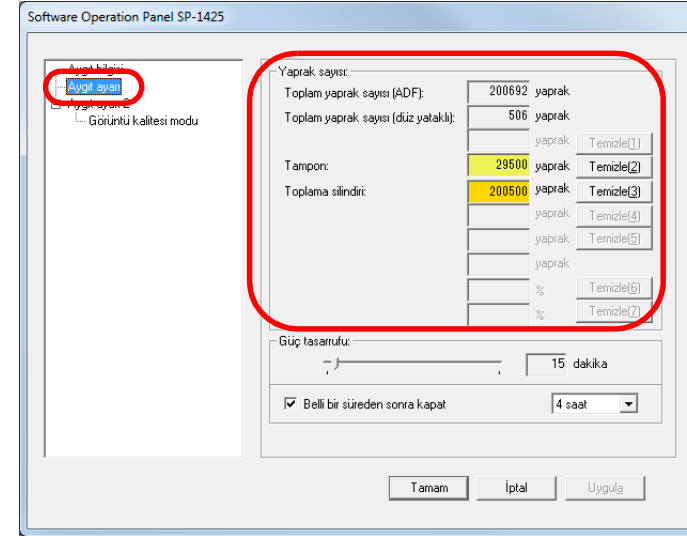 Software Operation Panel SP-1425
Aygıt bilgisi
Aygıt ayarı
Aygıt ayarı 2
Görüntü kalitesi modu
Yaprak sayısı:
Toplam yaprak sayısı (ADF): 200692 yaprak
Toplam yaprak sayısı (düz yataklı): 506 yaprak
yaprak Temizle(1)
Tampon: 29500 yaprak Temizle(2)
Toplama silindiri: 200500 yaprak Temizle(3)
yaprak Temizle(4)
yaprak Temizle(5)
yaprak
% Temizle(6)
% Temizle(7)
Güç tasarrufu:
15 dakika
Belli bir süreden sonra kapat 4 saat
Tamam İptal Uygula